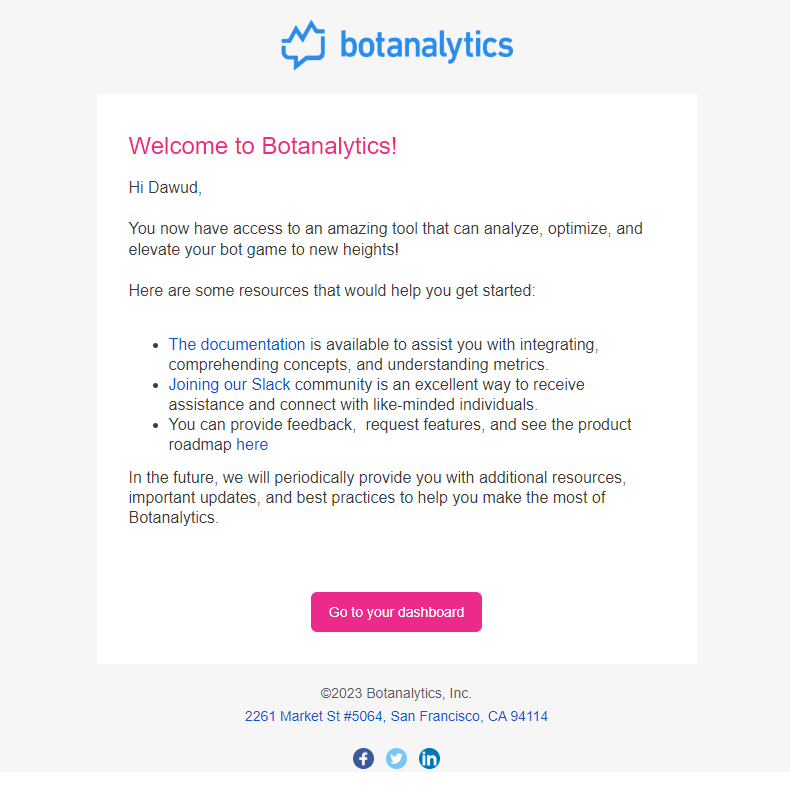 botanalytics
Welcome to Botanalytics!
Hi Dawud,
You now have access to an amazing tool that can analyze, optimize, and
elevate your bot game to new heights!
Here are some resources that would help you get started:
• The documentation is available to assist you with integrating,
comprehending concepts, and understanding metrics.
• Joining our Slack community is an excellent way to receive
assistance and connect with like-minded individuals.
• You can provide feedback,  request features, and see the product
roadmap here
In the future, we will periodically provide you with additional resources,
important updates, and best practices to help you make the most of
Botanalytics.
Go to your dashboard
©2023 Botanalytics, Inc.
2261 Market St #5064, San Francisco, CA 94114
f in